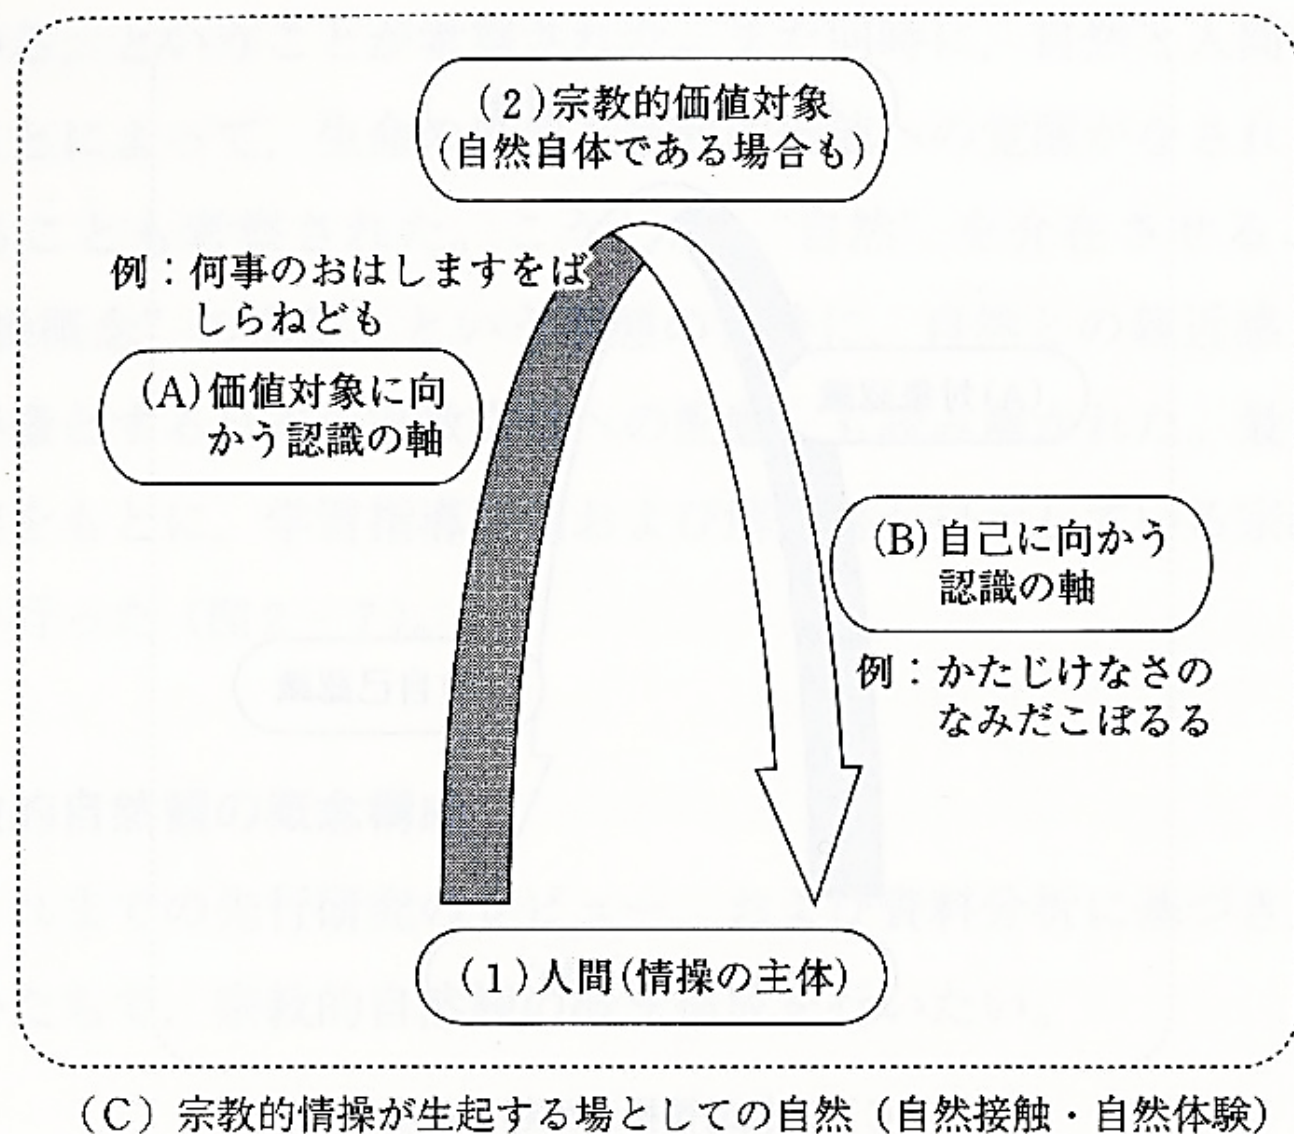 (2)宗教的価値対象
(自然自体である場合も)
例：何事のおはしますをば
しらねども
(A)価値対象に向
かう認識の軸
(B)自己に向かう
認識の軸
例：かたじけなさの
なみだこぼるる
(1)人間(情操の主体)
(C) 宗教的情操が生起する場としての自然 (自然接触・自然体験)